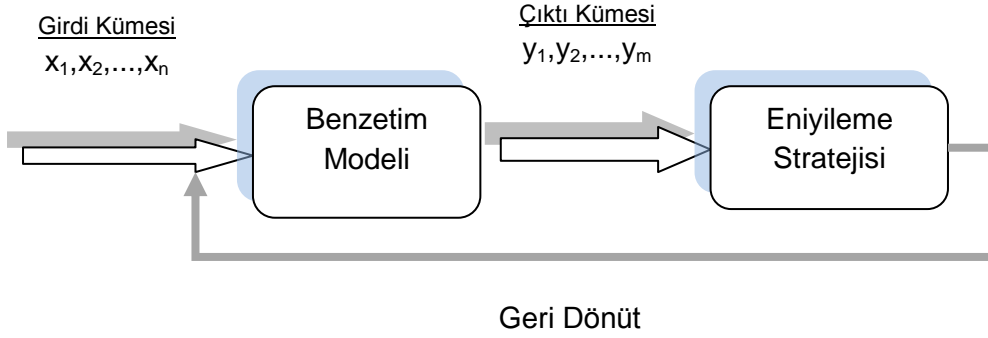 Girdi Kümesi
x₁,x₂,...,xₙ
Çıktı Kümesi
y₁,y₂,...,yₘ
Benzetim
Modeli
Eniyileme
Stratejisi
Geri Dönüt